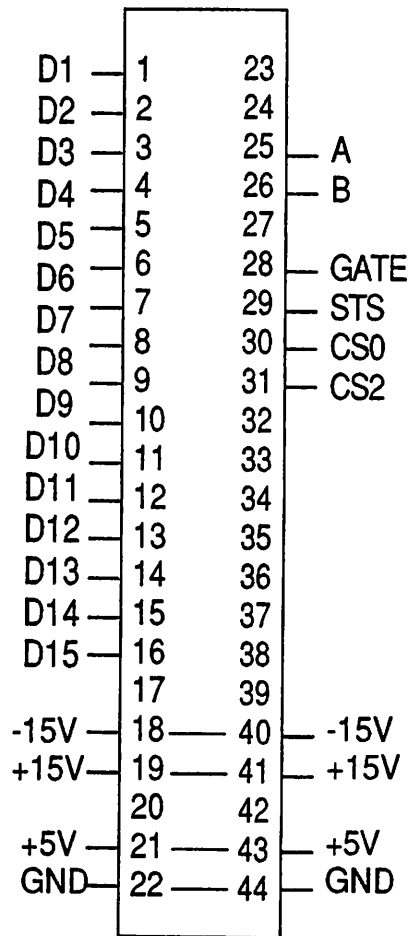 D1 1 23
D2 2 24
D3 3 25 A
D4 4 26 B
D5 5 27
D6 6 28 GATE
D7 7 29 STS
D8 8 30 CS0
D9 9 31 CS2
10 32
D10 11 33
D11 12 34
D12 13 35
D13 14 36
D14 15 37
D15 16 38
17 39
-15V 18 40 -15V
+15V 19 41 +15V
20 42
+5V 21 43 +5V
GND 22 44 GND